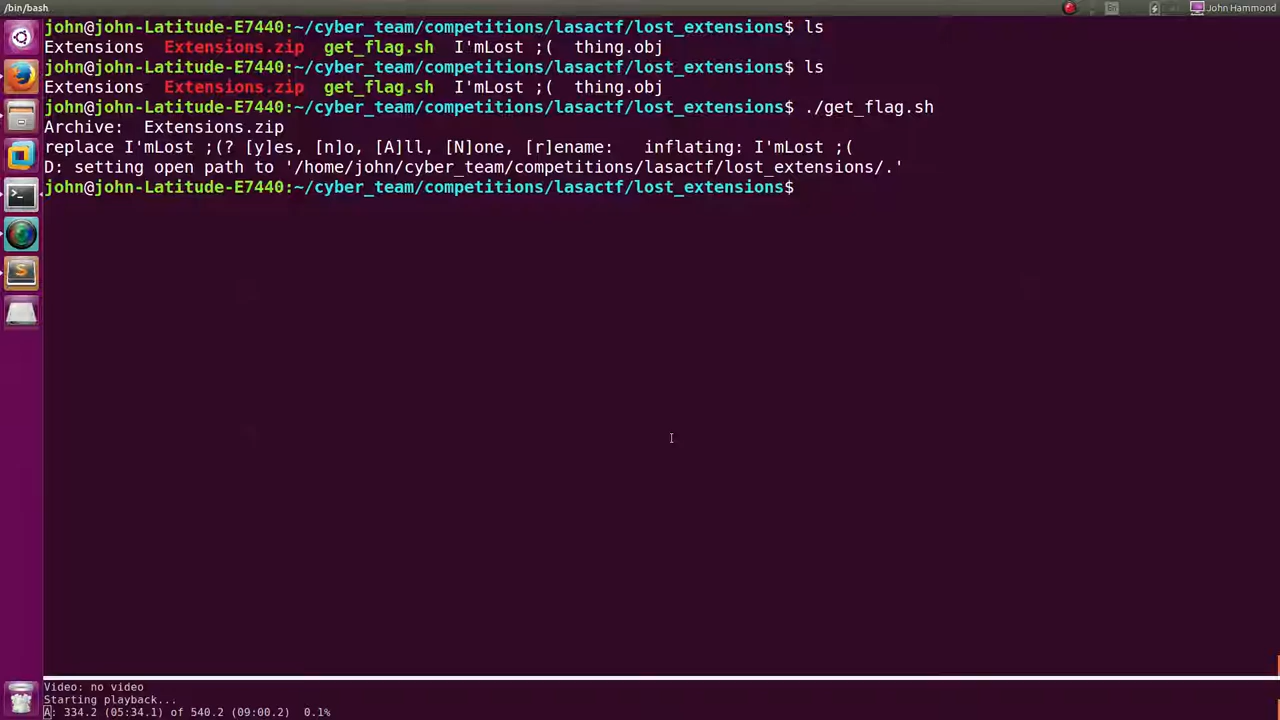 /bin/bash
En
John Hammond
john@john-Latitude-E7440:~/cyber_team/competitions/lasactf/lost_extensions$ ls
Extensions  Extensions.zip  get_flag.sh  I'mLost ;(  thing.obj
john@john-Latitude-E7440:~/cyber_team/competitions/lasactf/lost_extensions$ ls
Extensions  Extensions.zip  get_flag.sh  I'mLost ;(  thing.obj
john@john-Latitude-E7440:~/cyber_team/competitions/lasactf/lost_extensions$ ./get_flag.sh
Archive:  Extensions.zip
replace I'mLost ;(? [y]es, [n]o, [A]ll, [N]one, [r]ename:   inflating: I'mLost ;(
D: setting open path to '/home/john/cyber_team/competitions/lasactf/lost_extensions/.'
john@john-Latitude-E7440:~/cyber_team/competitions/lasactf/lost_extensions$
Video: no video
Starting playback...
A: 334.2 (05:34.1) of 540.2 (09:00.2)  0.1%